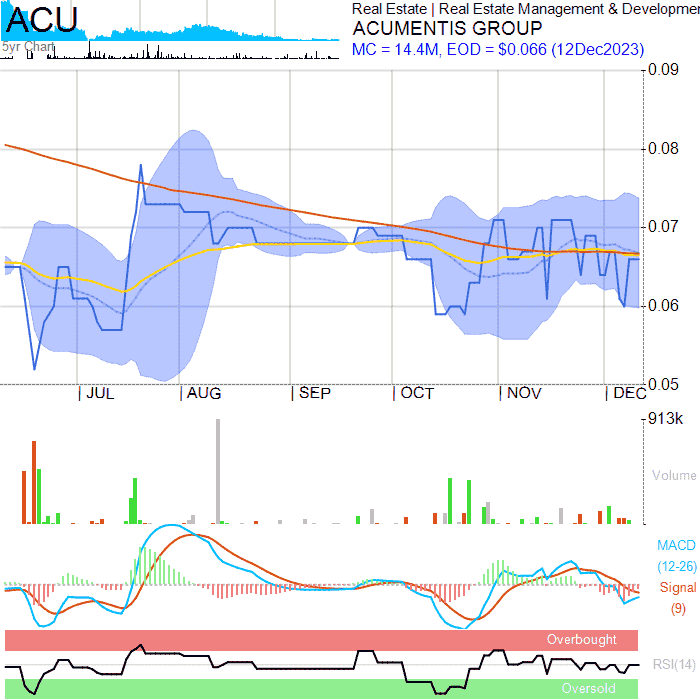 ACU
Real Estate | Real Estate Management & Developmen
ACUMENTIS GROUP
MC = 14.4M, EOD = $0.066 (12Dec2023)
5yr Chart
0.09
0.08
0.07
0.06
0.05
JUL
AUG
SEP
OCT
NOV
DEC
913k
Volume
MACD
(12-26)
Signal
(9)
Overbought
RSI(14)
Oversold